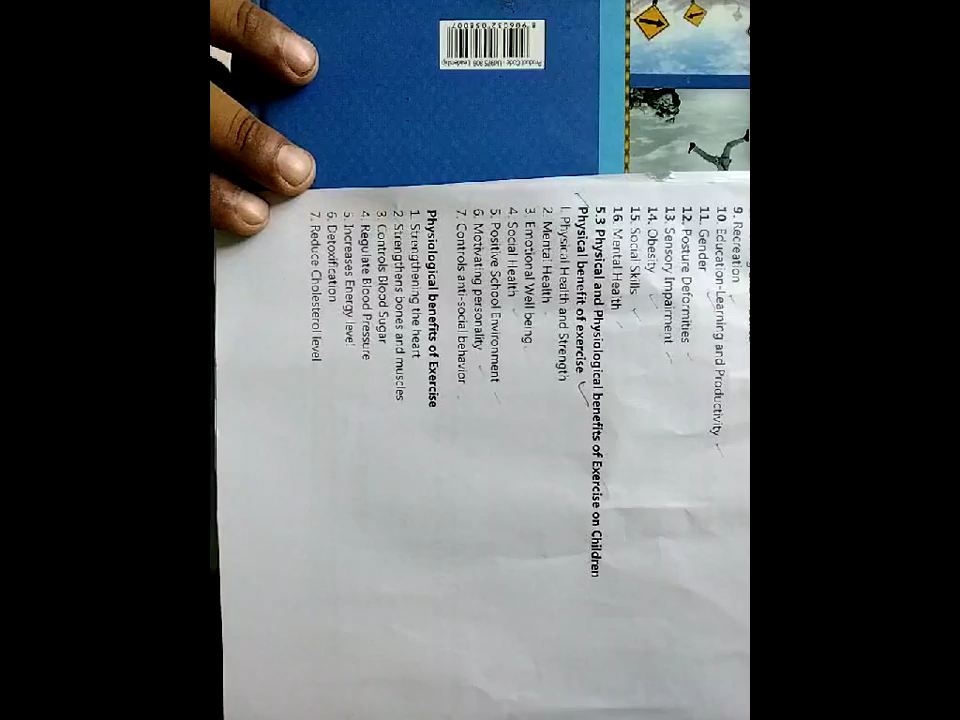 9. Recreation
10. Education-Learning and Productivity
11. Gender
12. Posture Deformities
13. Sensory Impairment
14. Obesity
15. Social Skills
16. Mental Health
5.3 Physical and Physiological benefits of Exercise on Children
Physical benefit of exercise
I. Physical Health and Strength
2. Mental Health
3. Emotional Well being
4. Social Health
5. Positive School Environment
6. Motivating personality
7. Controls anti-social behavior
Physiological benefits of Exercise
1. Strengthening the heart
2 Strengthens bones and muscles
3. Controls Blood Sugar
4. Regulate Blood Pressure
5. Increases Energy level
6. Detoxification
7. Reduce Cholesterol level
Product Code :
Leadership